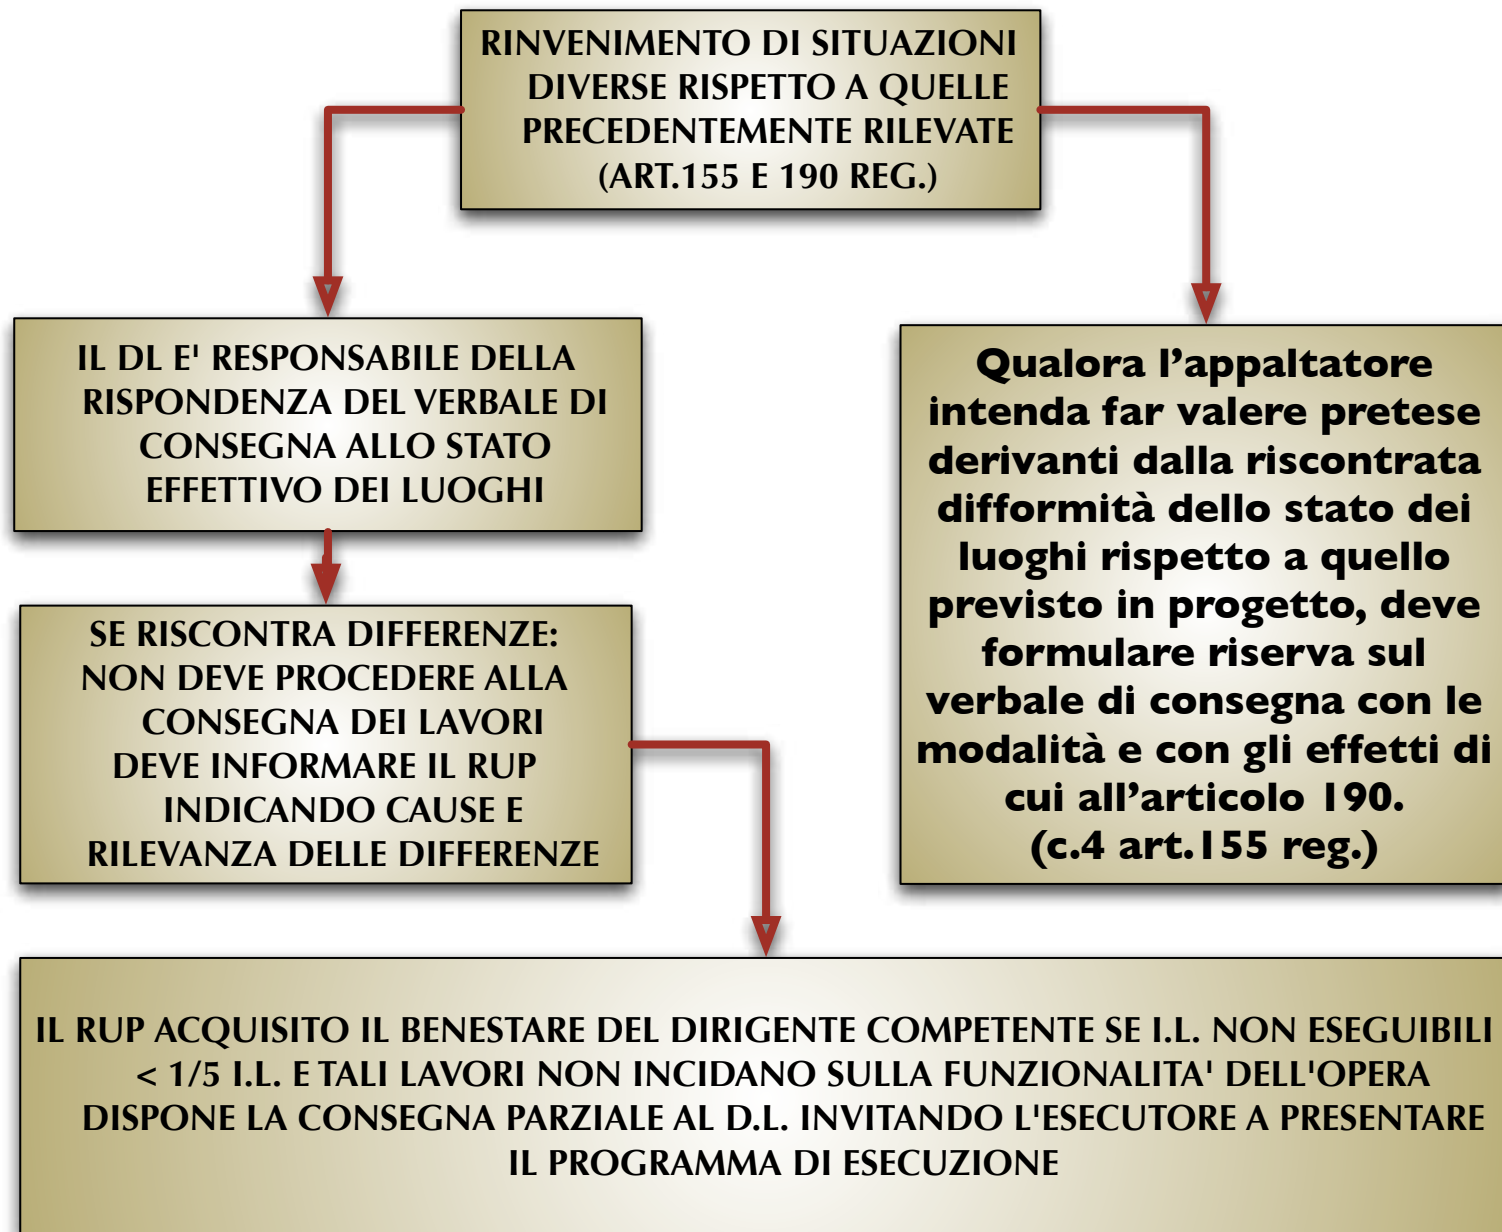 RINVENIMENTO DI SITUAZIONI
DIVERSE RISPETTO A QUELLE
PRECEDENTEMENTE RILEVATE
(ART.155 E 190 REG.)
IL DL E' RESPONSABILE DELLA
RISPONDENZA DEL VERBALE DI
CONSEGNA ALLO STATO
EFFETTIVO DEI LUOGHI
SE RISCONTRA DIFFERENZE:
NON DEVE PROCEDERE ALLA
CONSEGNA DEI LAVORI
DEVE INFORMARE IL RUP
INDICANDO CAUSE E
RILEVANZA DELLE DIFFERENZE
Qualora l’appaltatore
intenda far valere pretese
derivanti dalla riscontrata
difformità dello stato dei
luoghi rispetto a quello
previsto in progetto, deve
formulare riserva sul
verbale di consegna con le
modalità e con gli effetti di
cui all’articolo 190.
(c.4 art.155 reg.)
IL RUP ACQUISITO IL BENESTARE DEL DIRIGENTE COMPETENTE SE I.L. NON ESEGUIBILI
< 1/5 I.L. E TALI LAVORI NON INCIDANO SULLA FUNZIONALITA' DELL'OPERA
DISPONE LA CONSEGNA PARZIALE AL D.L. INVITANDO L'ESECUTORE A PRESENTARE
IL PROGRAMMA DI ESECUZIONE